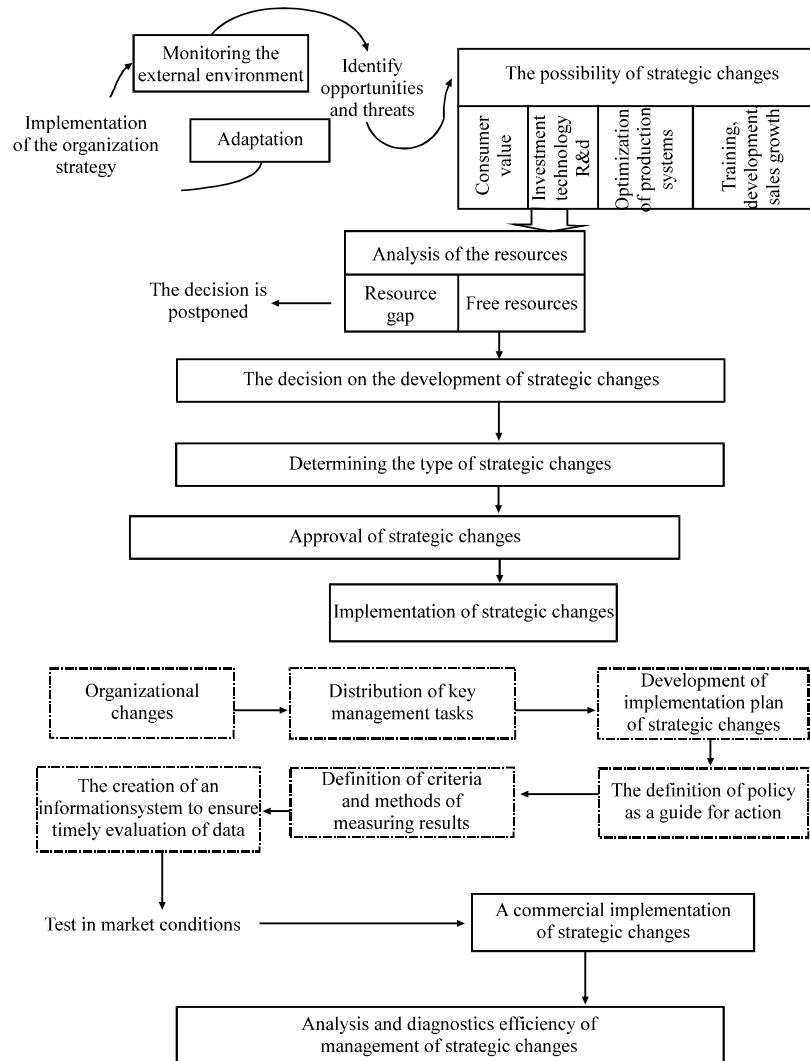 Monitoring the
external environment
Identify
opportunities
and threats
Implementation
of the organization
strategy
Adaptation
The possibility of strategic changes
Consumer
value
Investment
technology
R&d
Optimization
of production
systems
Training,
development,
sales growth
Analysis of the resources
Resource
gap
Free resources
The decision is
postponed
The decision on the development of strategic changes
Determining the type of strategic changes
Approval of strategic changes
Implementation of strategic changes
Organizational
changes
Distribution of key
management tasks
Development of
implementation plan
of strategic changes
The definition of policy
as a guide for action
Definition of criteria
and methods of
measuring results
The creation of an
informationsystem to ensure
timely evaluation of data
Test in market conditions
A commercial implementation
of strategic changes
Analysis and diagnostics efficiency of
management of strategic changes